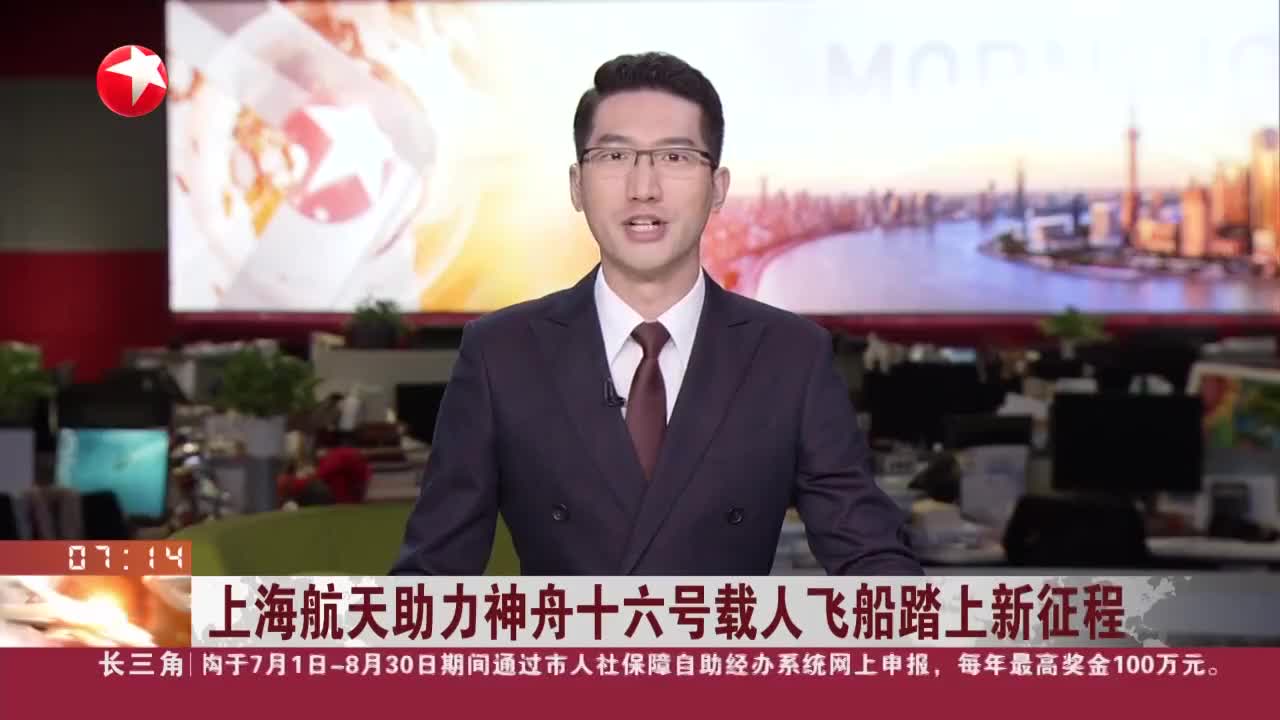 MORN
07:14
上海航天助力神舟十六号载人飞船踏上新征程
长三角 构于7月1日-8月30日期间通过市人社保障自助经办系统网上申报，每年最高奖金100万元。